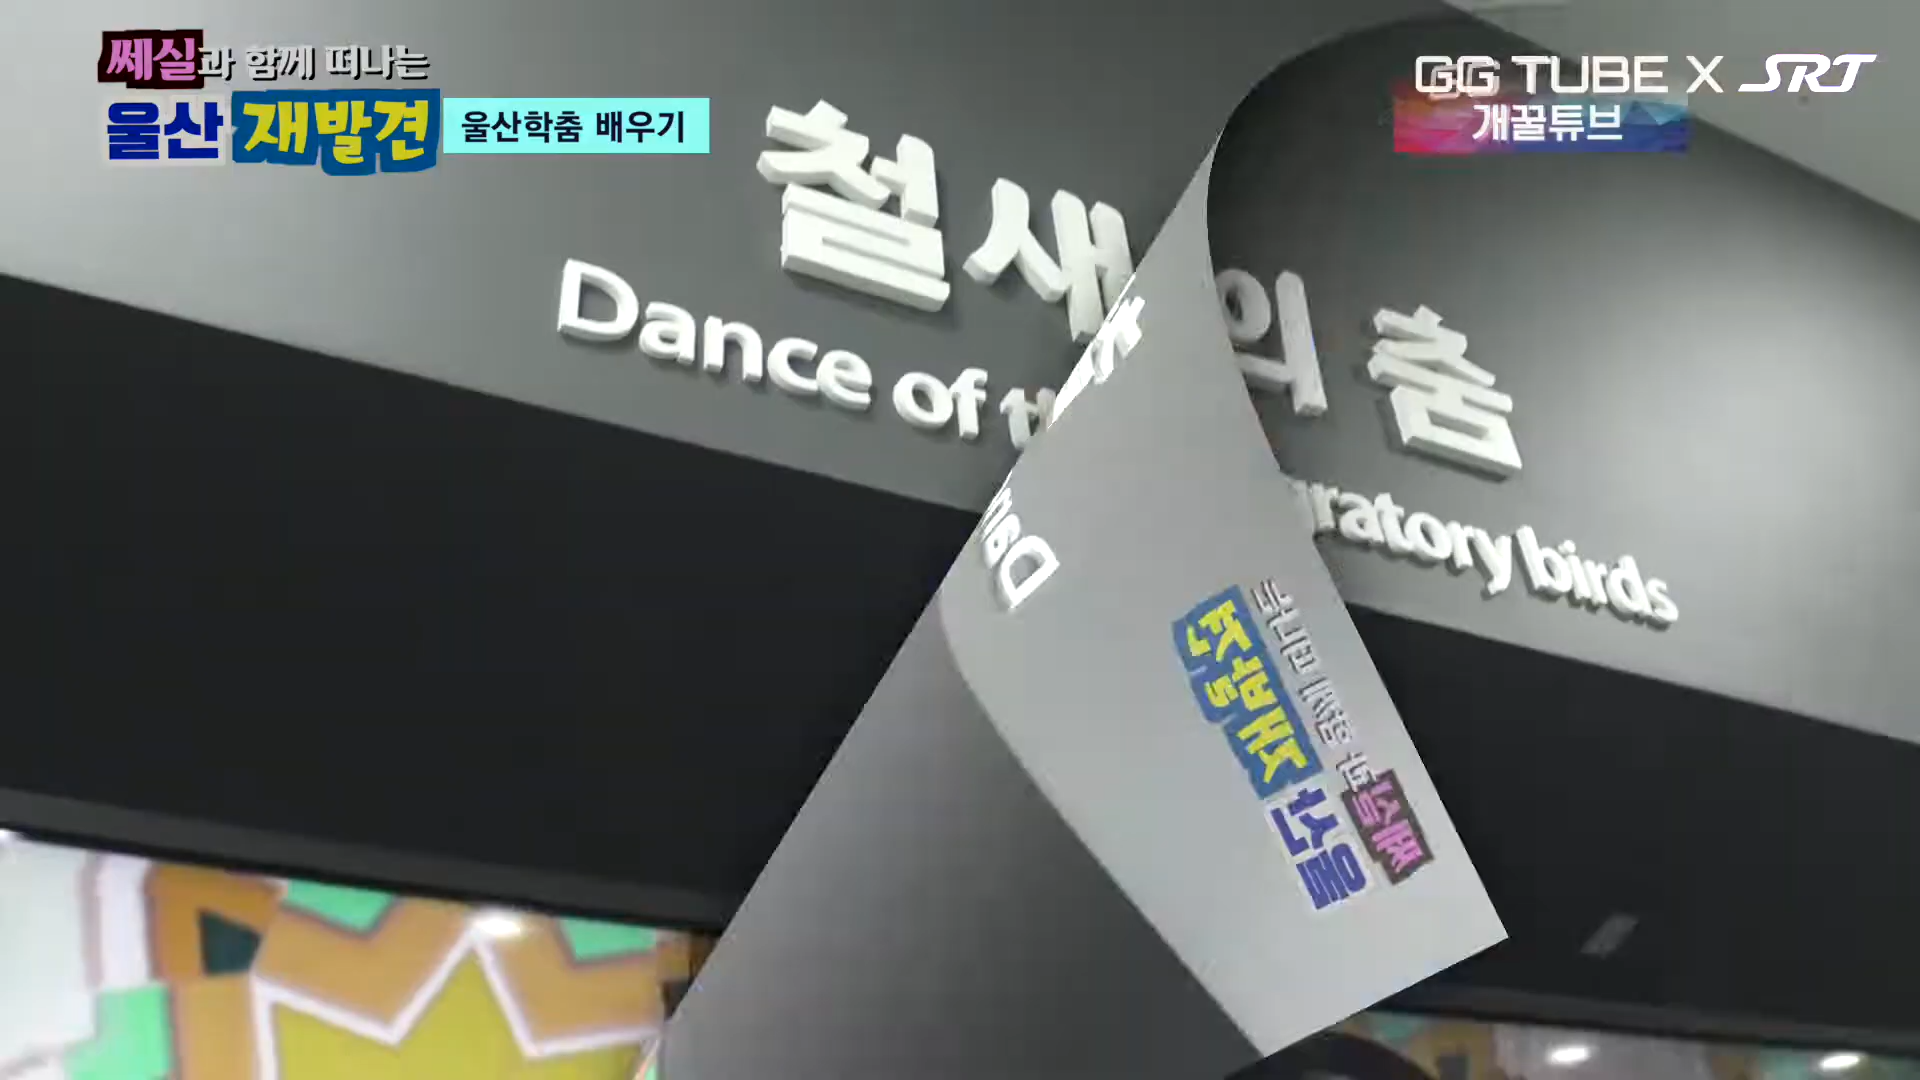 쎄실과 함께 떠나는
울산 재발견 울산학춤 배우기
GG TUBE X SRT
개꿀튜브
철새의 춤
Dance of ratory birds